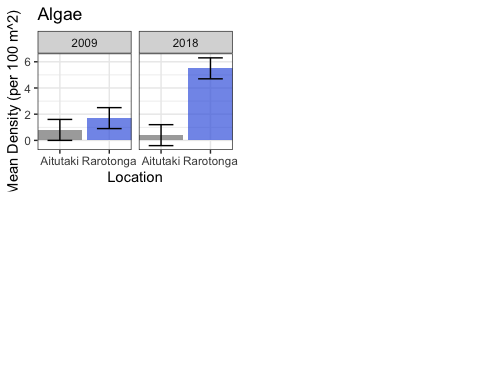 Algae
Mean Density (per 100 m^2)
2009
2018
6
4
2
0
Aitutaki Rarotonga
Aitutaki Rarotonga
Location